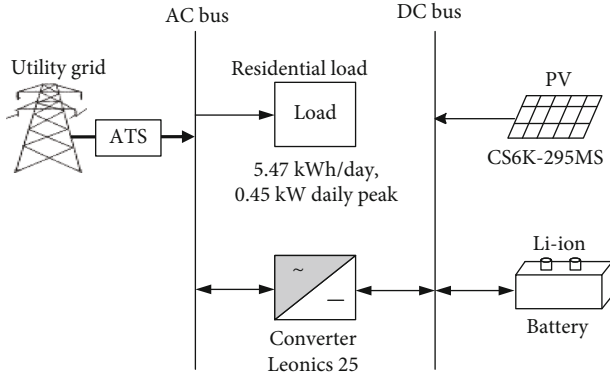 AC bus
DC bus
Utility grid
ATS
Residential load
Load
5.47 kWh/day,
0.45 kW daily peak
PV
CS6K-295MS
~
—
Converter
Leonics 25
Li-ion
Battery